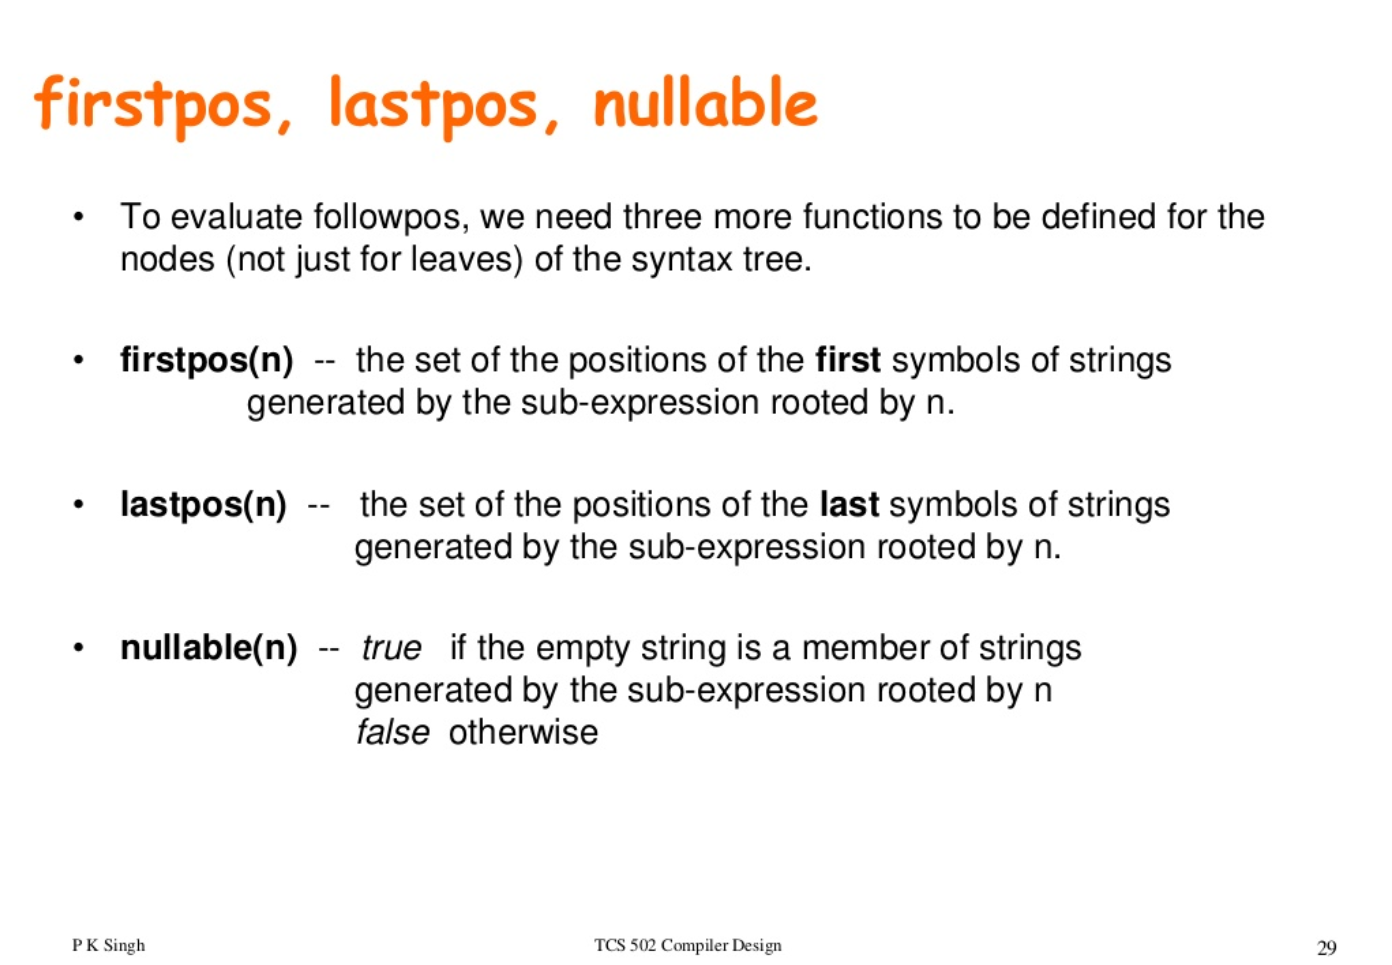 firstpos, lastpos, nullable
• To evaluate followpos, we need three more functions to be defined for the
nodes (not just for leaves) of the syntax tree.
• firstpos(n) -- the set of the positions of the first symbols of strings
generated by the sub-expression rooted by n.
• lastpos(n) -- the set of the positions of the last symbols of strings
generated by the sub-expression rooted by n.
• nullable(n) -- true if the empty string is a member of strings
generated by the sub-expression rooted by n
false otherwise
P K Singh
TCS 502 Compiler Design
29